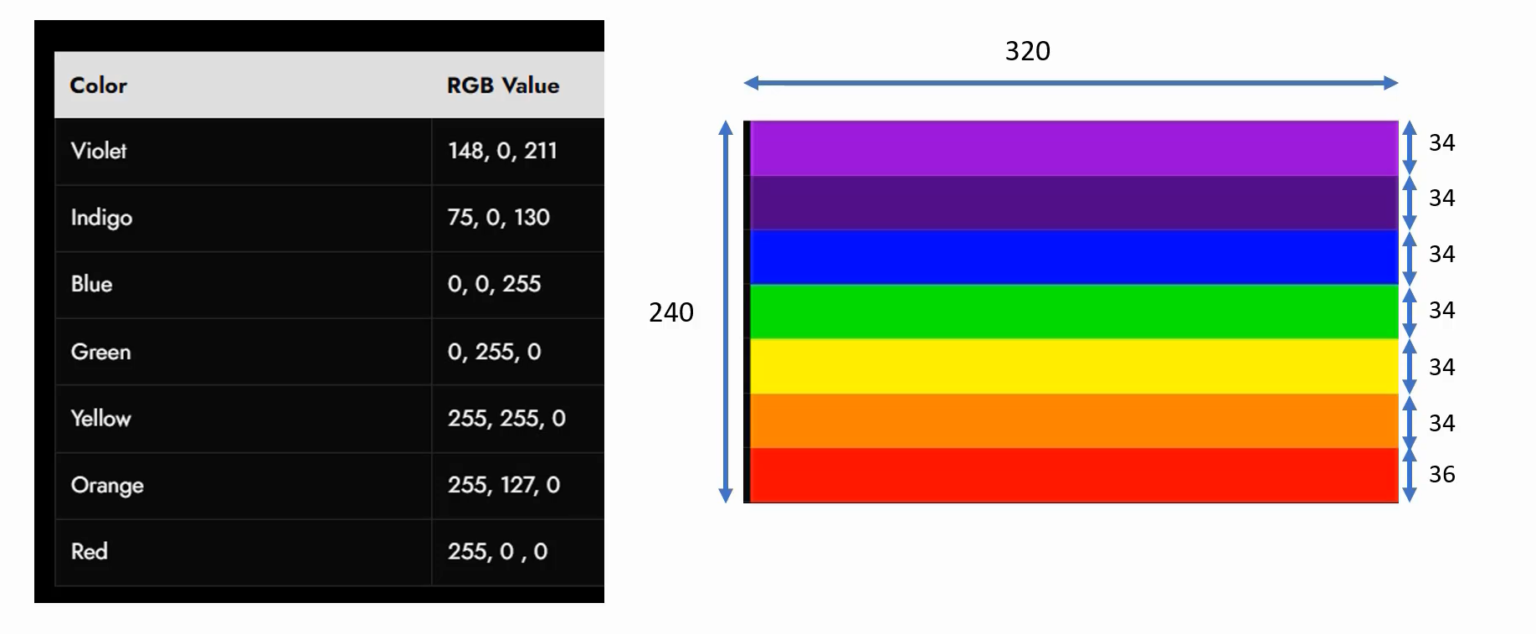 Color RGB Value
Violet 148, 0, 211
Indigo 75, 0, 130
Blue 0, 0, 255
Green 0, 255, 0
Yellow 255, 255, 0
Orange 255, 127, 0
Red 255, 0 , 0
320
240
34
34
34
34
34
34
36